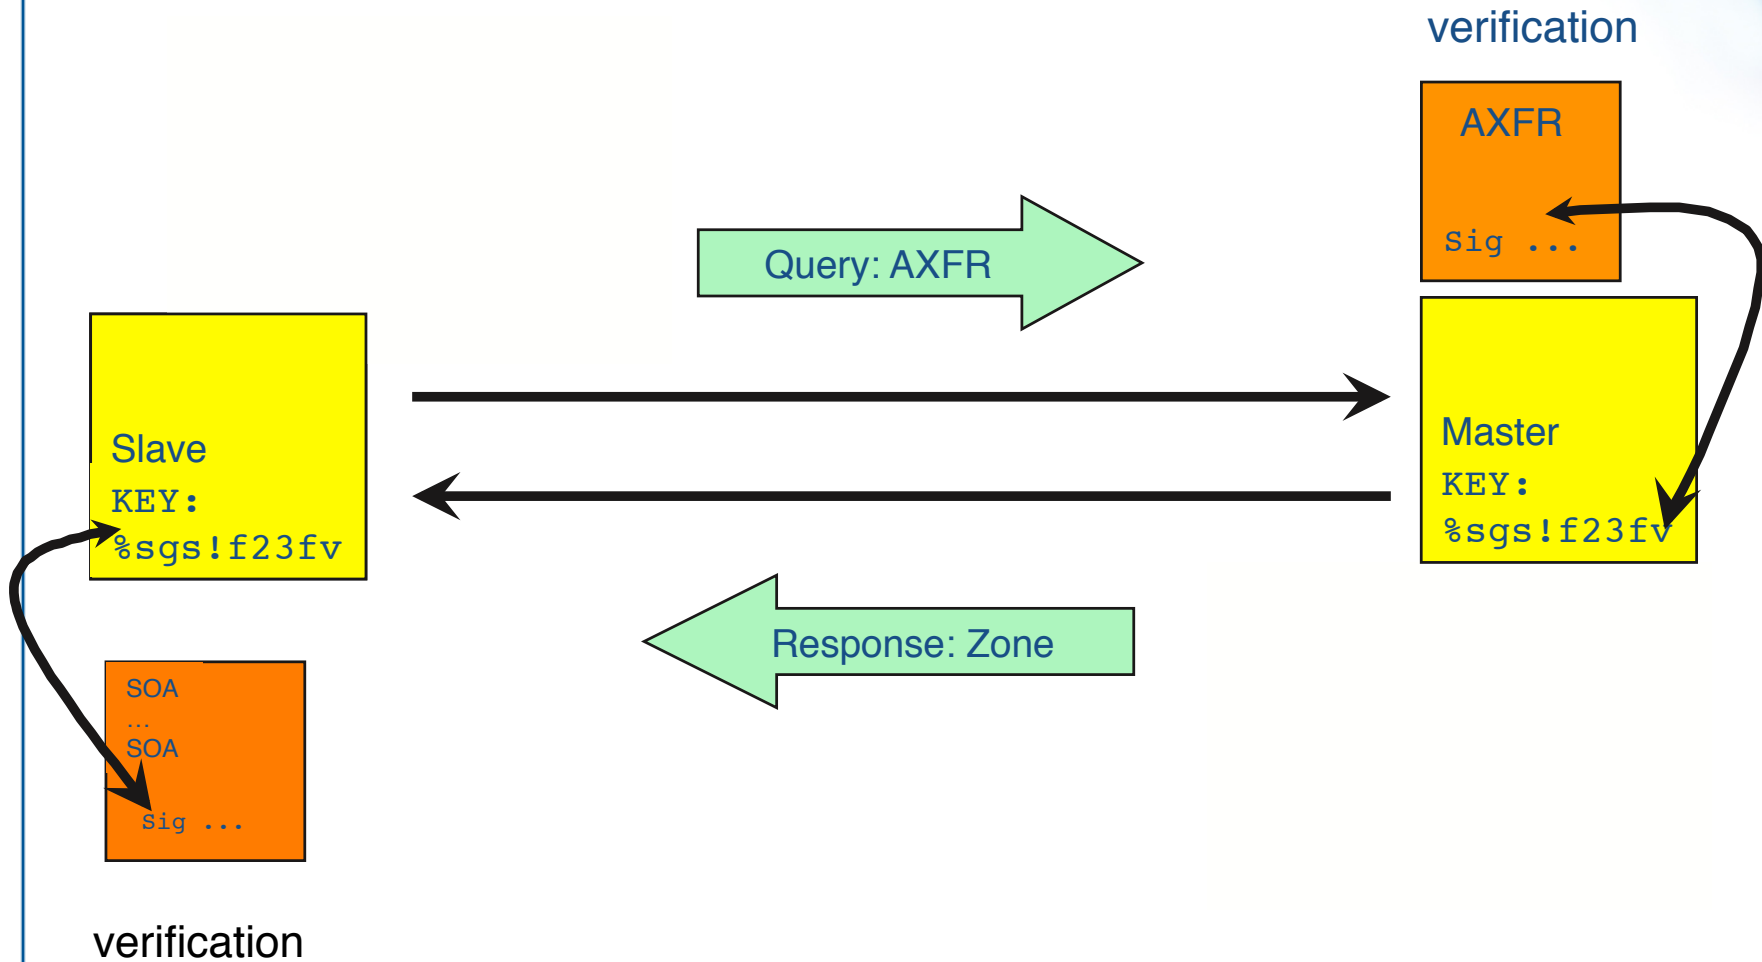 verification
AXFR
Sig ...
Query: AXFR
Slave
KEY:
%sgs!f23fv
Master
KEY:
%sgs!f23fv
Response: Zone
SOA
...
SOA
Sig ...
verification